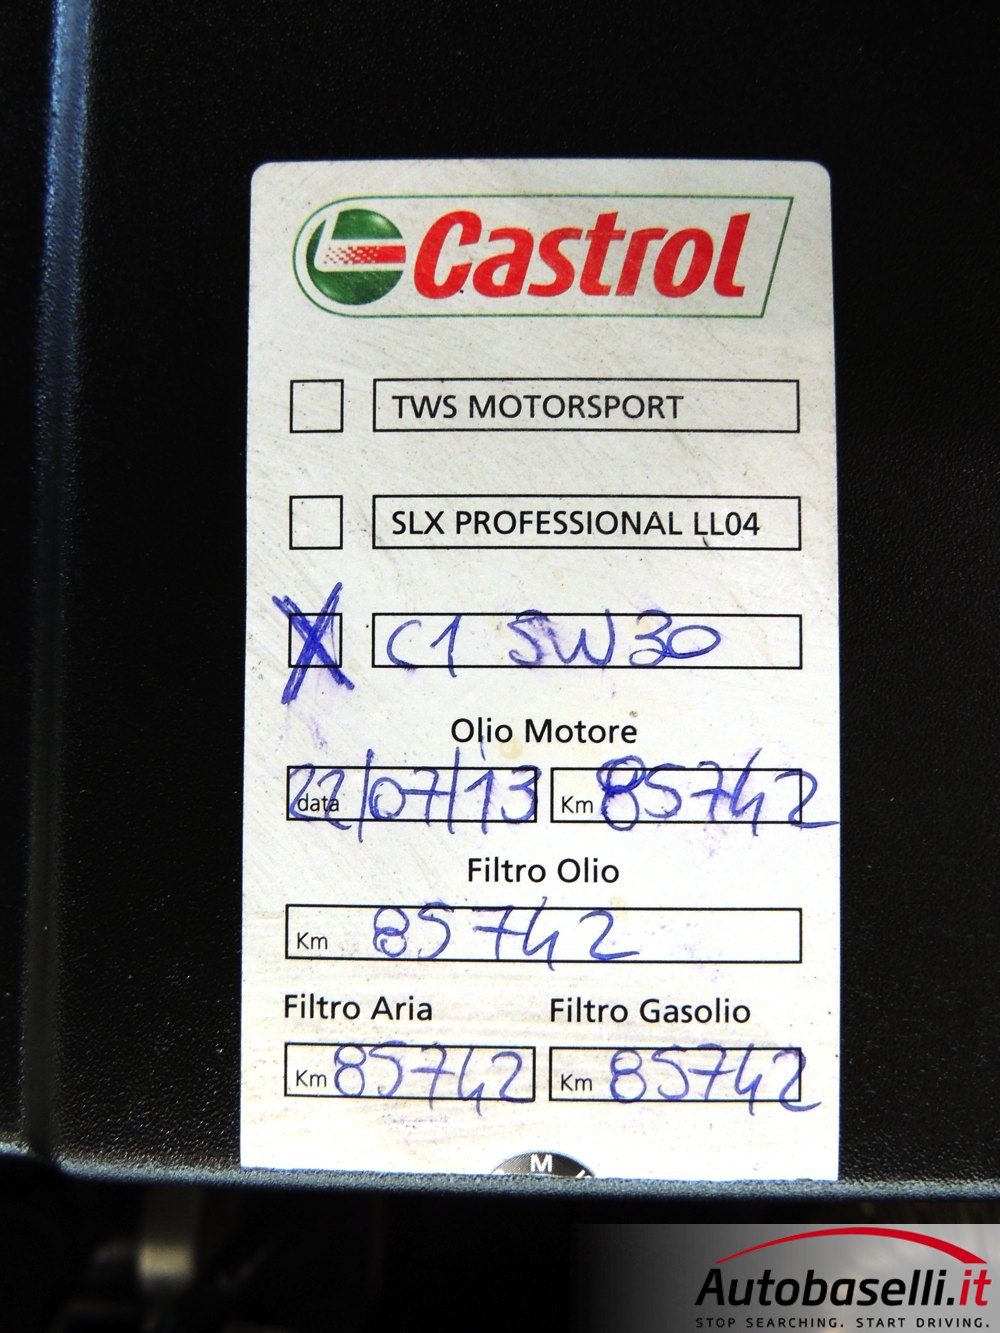 Castrol
TWS MOTORSPORT
SLX PROFESSIONAL LL04
X C1 5W30
Olio Motore
data 22/07/13 Km 85742
Filtro Olio
Km 85742
Filtro Aria Filtro Gasolio
Km 85742 Km 85742
M
Autobaselli.it
STOP SEARCHING. START DRIVING.